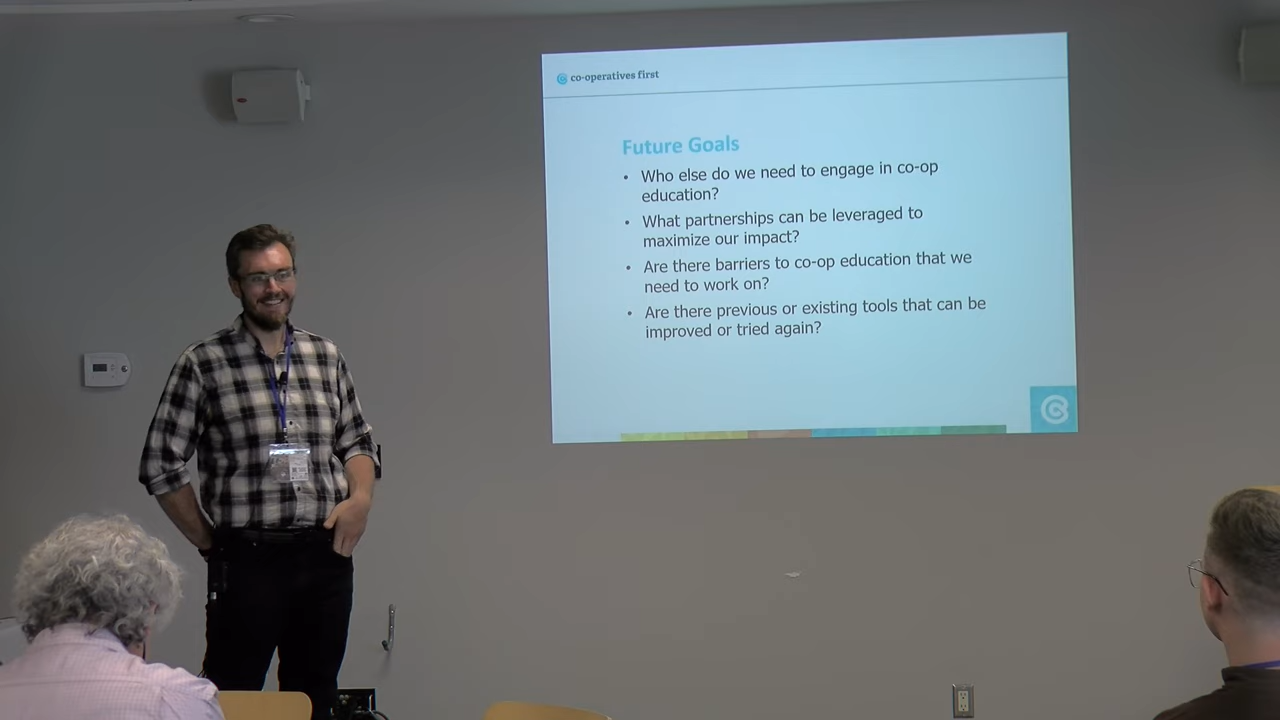 co-operatives first
Future Goals
• Who else do we need to engage in co-op
education?
• What partnerships can be leveraged to
maximize our impact?
• Are there barriers to co-op education that we
need to work on?
• Are there previous or existing tools that can be
improved or tried again?